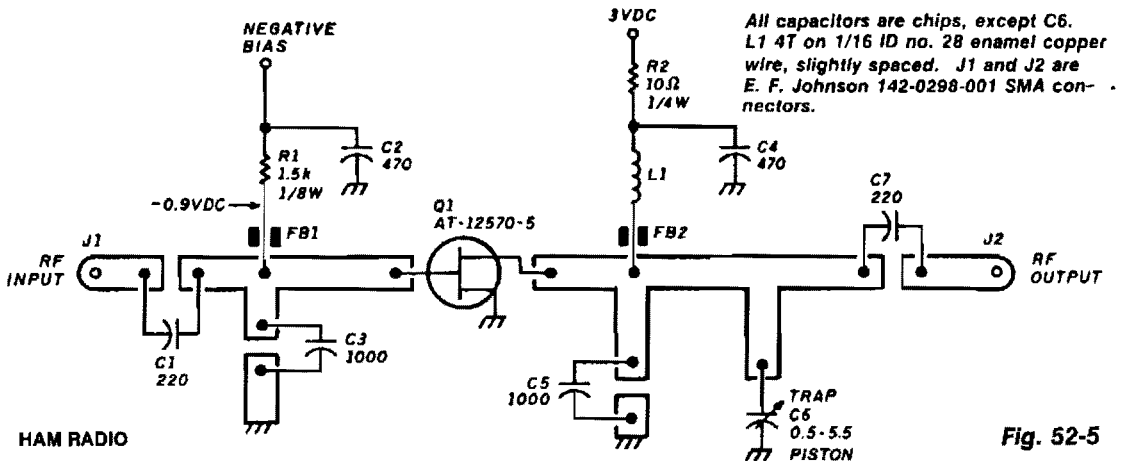 NEGATIVE
BIAS
3VDC
All capacitors are chips, except C6.
L1 4T on 1/16 ID no. 28 enamel copper
wire, slightly spaced. J1 and J2 are
E. F. Johnson 142-0298-001 SMA con-
nectors.
R2
10Ω
1/4W
C2
470
R1
1.5k
1/8W
C4
470
L1
C7
220
-0.9VDC
Q1
AT-12570-5
J1
FB1
FB2
J2
RF
INPUT
RF
OUTPUT
C3
1000
C1
220
C5
1000
TRAP
C6
0.5-5.5
PISTON
HAM RADIO
Fig. 52-5